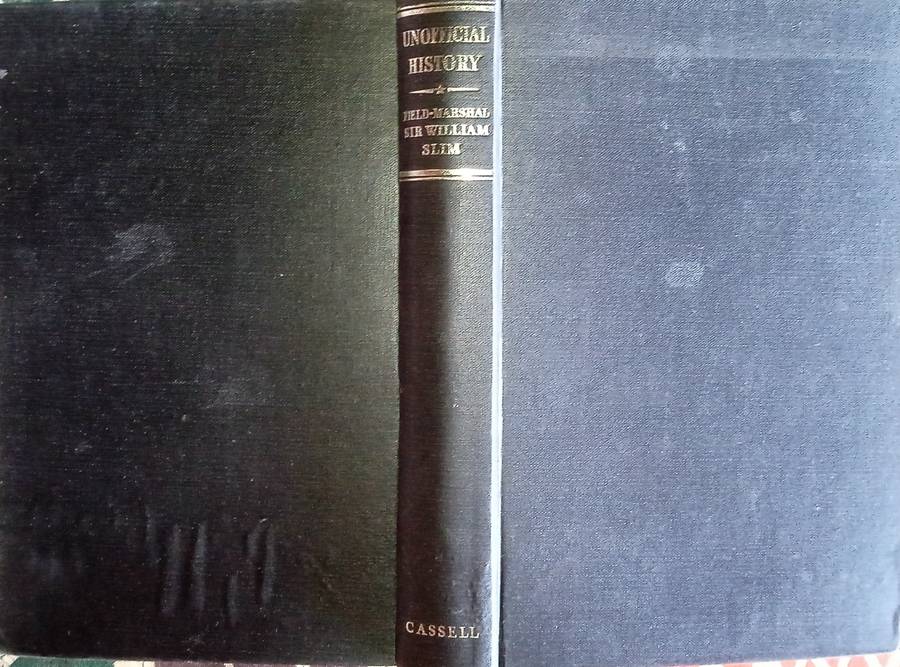 UNOFFICIAL
HISTORY
FIELD-MARSHAL
SIR WILLIAM
SLIM
CASSELL